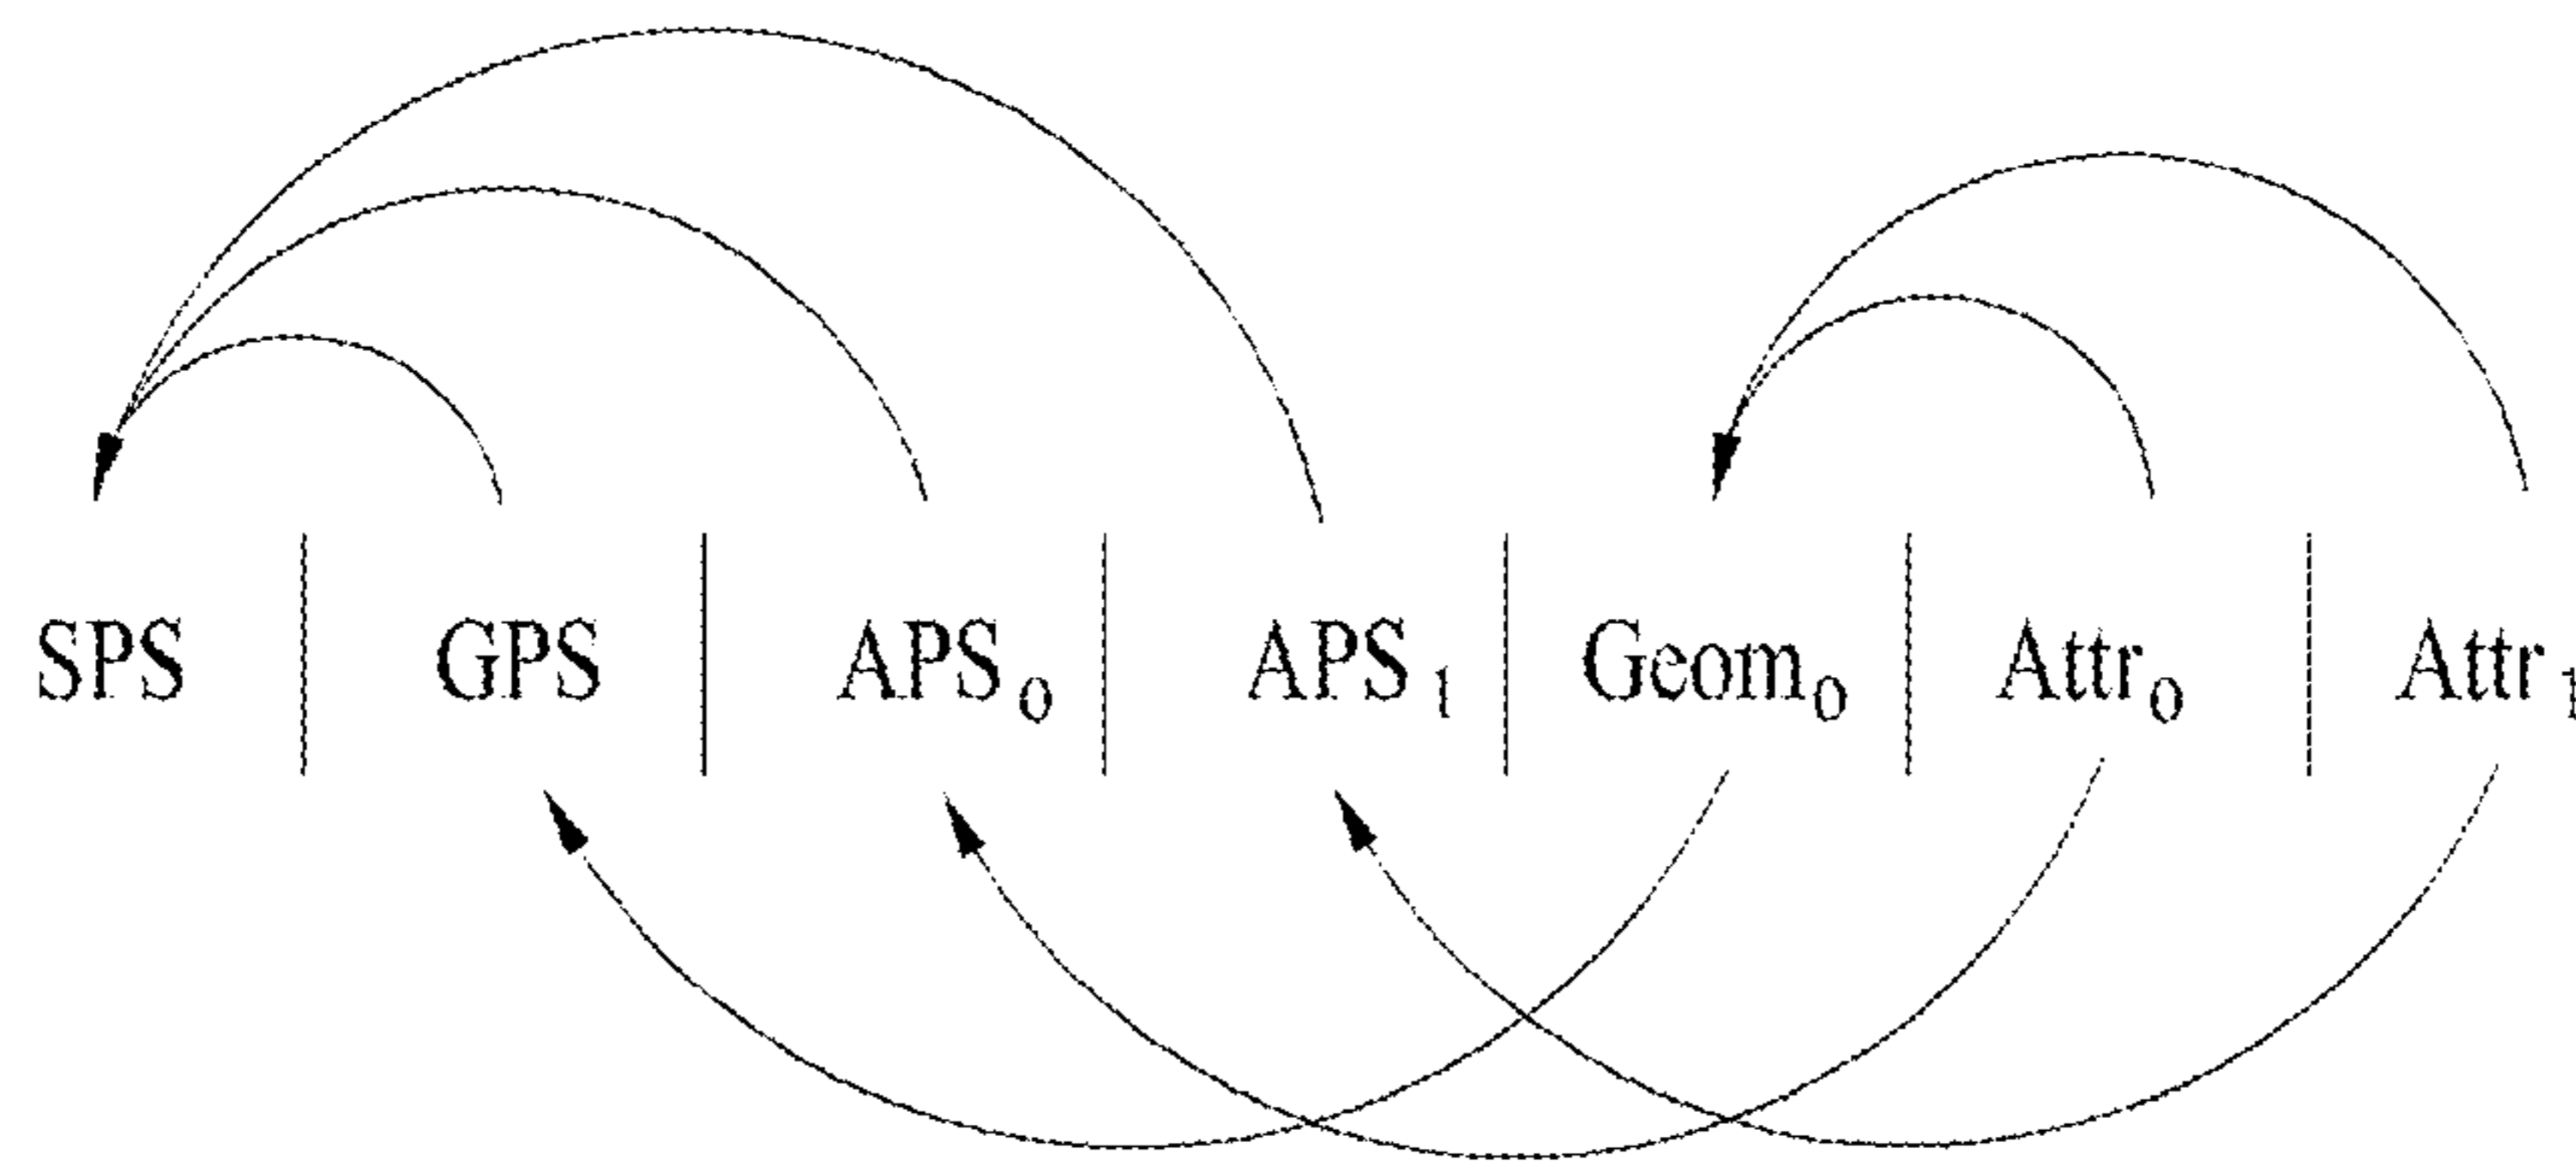 SPS | GPS | APS₀ | APS₁ | Geom₀ | Attr₀ | Attr₁